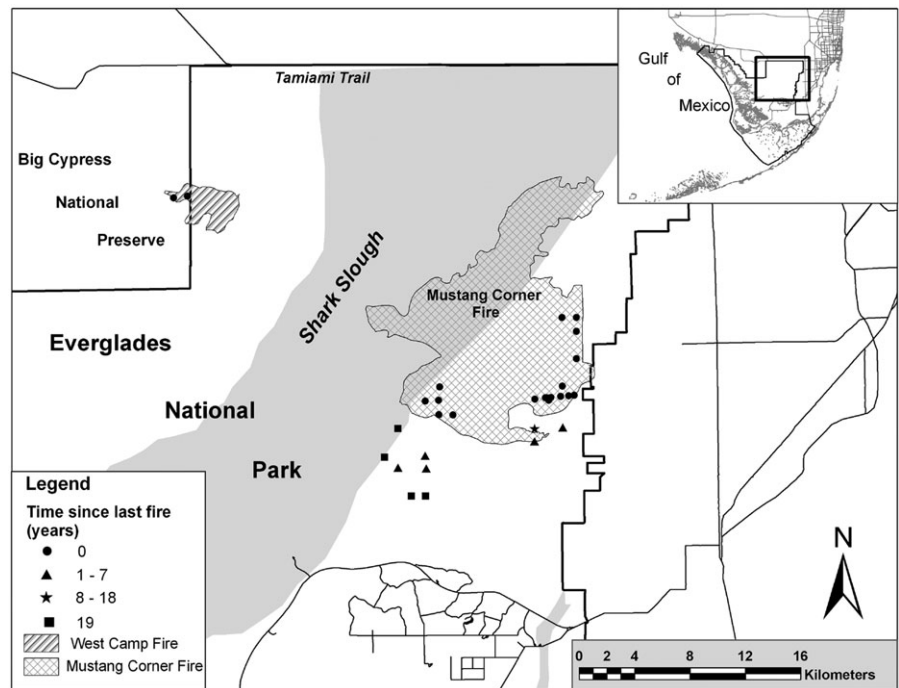 Tamiami Trail
Gulf
of
Mexico
Big Cypress
National
Preserve
Shark Slough
Mustang Corner
Fire
Everglades
National
Park
Legend
Time since last fire
(years)
0
1 - 7
8 - 18
19
West Camp Fire
Mustang Corner Fire
N
0 2 4 8 12 16
Kilometers